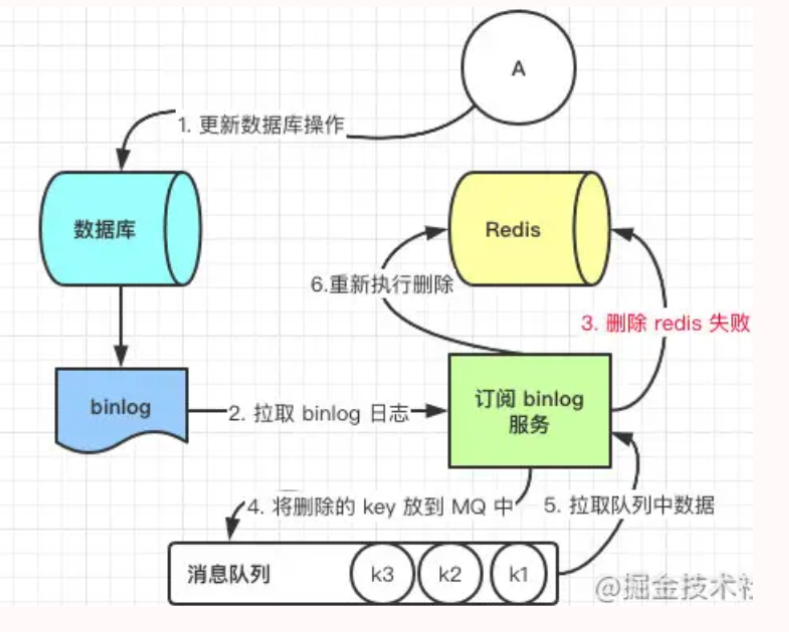 A
1. 更新数据库操作
数据库
Redis
6.重新执行删除
3. 删除 redis 失败
binlog
2. 拉取 binlog 日志
订阅 binlog
服务
4. 将删除的 key 放到 MQ 中
5. 拉取队列中数据
消息队列
k3
k2
k1
@掘金技术社